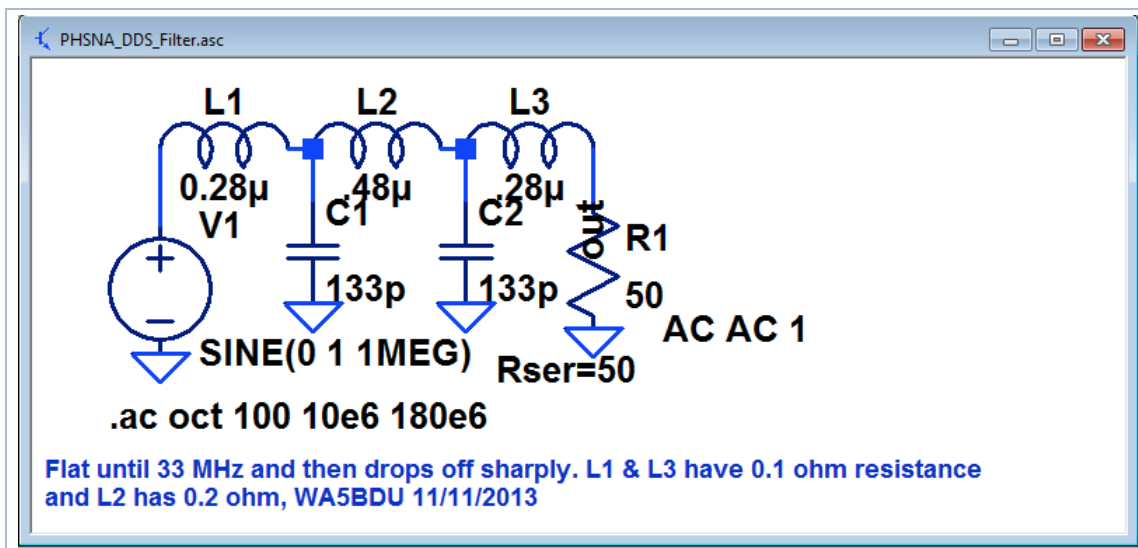 PHSNA_DDS_Filter.asc
L1 L2 L3
0.28µ .48µ .28µ
V1 C1 C2 out R1
+
133p 133p 50
−
AC AC 1
SINE(0 1 1MEG) Rser=50
.ac oct 100 10e6 180e6
Flat until 33 MHz and then drops off sharply. L1 & L3 have 0.1 ohm resistance
and L2 has 0.2 ohm, WA5BDU 11/11/2013